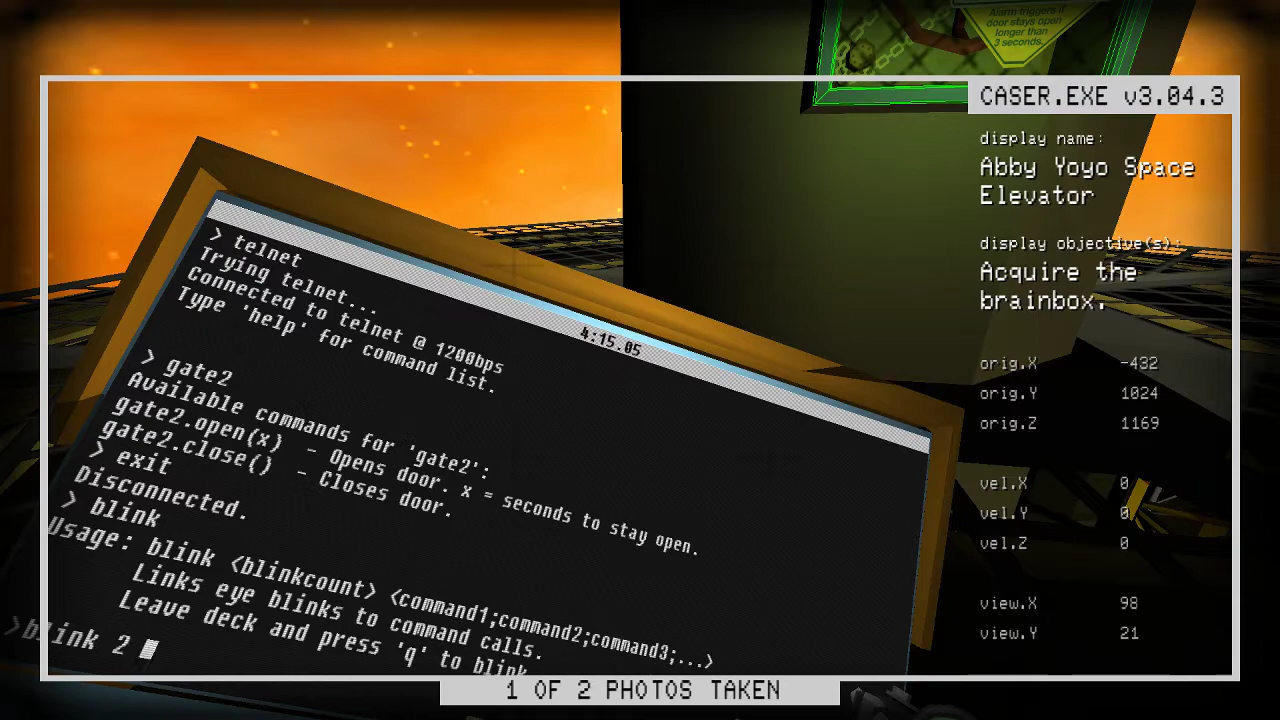 Alarm triggers if
door stays open
longer than
3 seconds.
CASER.EXE v3.04.3
display name:
Abby Yoyo Space
Elevator
display objective(s):
Acquire the
brainbox.
orig.X -432
orig.Y 1024
orig.Z 1169
vel.X 0
vel.Y 0
vel.Z 0
view.X 98
view.Y 21
4:15.05
> telnet
Trying telnet...
Connected to telnet @ 1200bps
Type 'help' for command list.
> gate2
Available commands for 'gate2':
gate2.open(x) - Opens door. x = seconds to stay open.
gate2.close() - Closes door.
> exit
Disconnected.
> blink
Usage: blink <blinkcount> <command1;command2;command3;...>
Links eye blinks to command calls.
Leave deck and press 'q' to blink.
>blink 2
1 OF 2 PHOTOS TAKEN